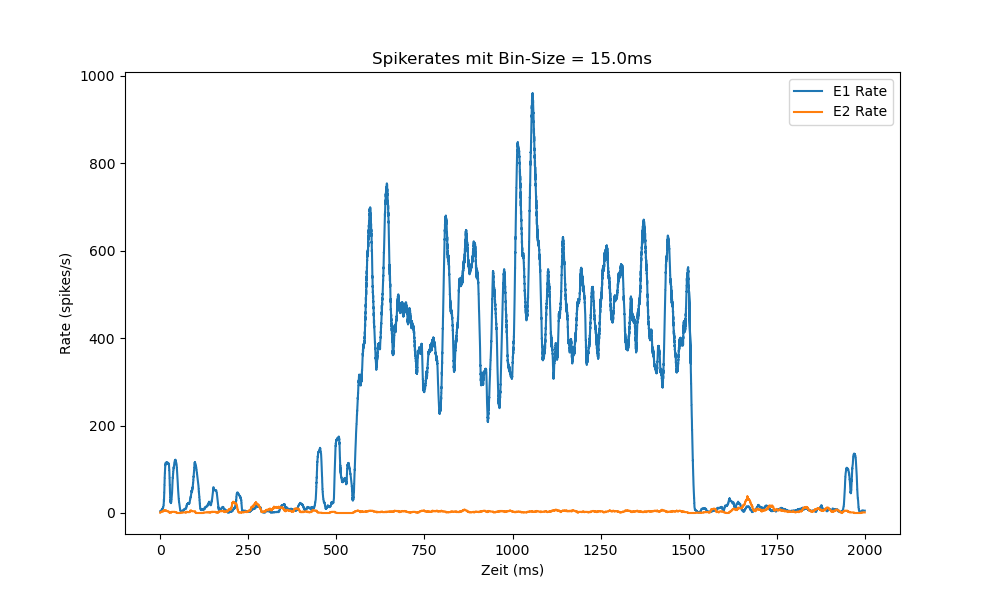 Spikerates mit Bin-Size = 15.0ms
E1 Rate
E2 Rate
1000
800
600
400
200
0
Rate (spikes/s)
0 250 500 750 1000 1250 1500 1750 2000
Zeit (ms)